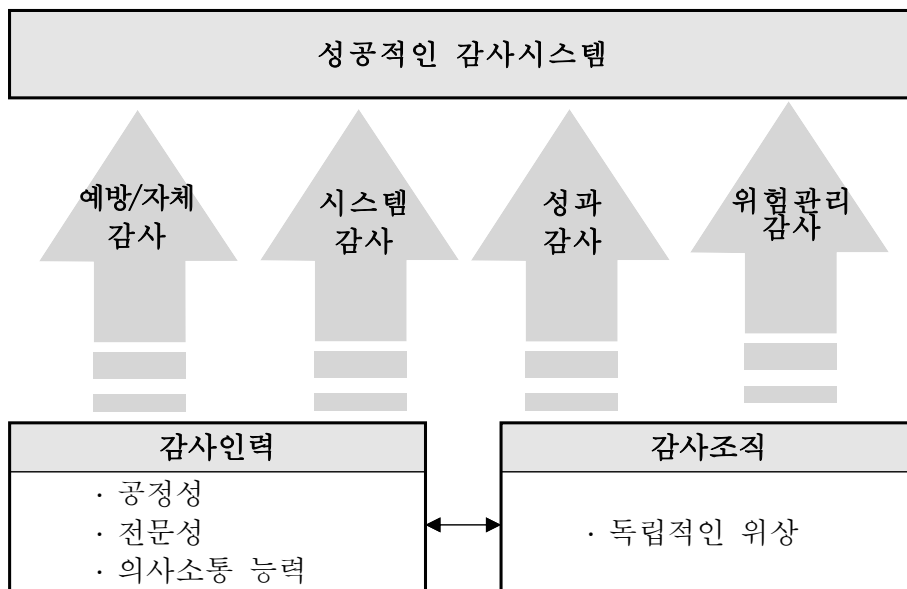 성공적인 감사시스템
예방/자체
감사
시스템
감사
성과
감사
위험관리
감사
감사인력
· 공정성
· 전문성
· 의사소통 능력
감사조직
· 독립적인 위상